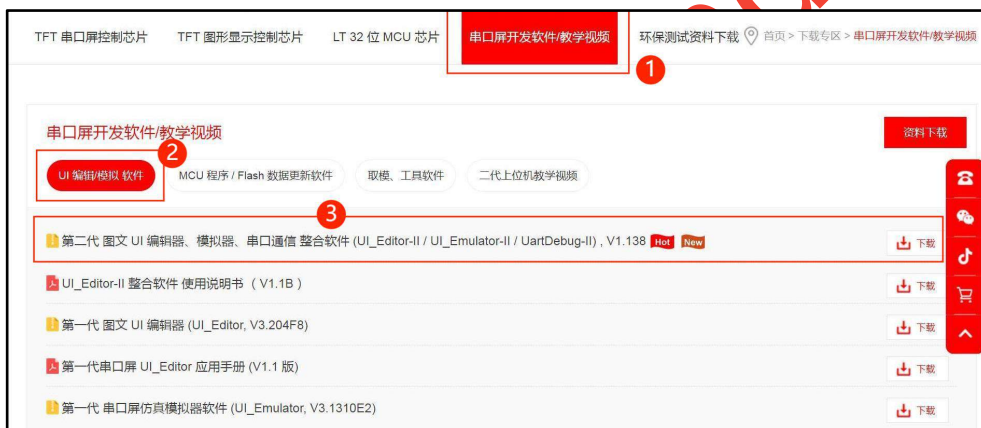 TFT 串口屏控制芯片
TFT 图形显示控制芯片
LT 32 位 MCU 芯片
串口屏开发软件/教学视频
环保测试资料下载
首页 > 下载专区 > 串口屏开发软件/教学视频
1
串口屏开发软件/教学视频
资料下载
2
UI 编辑/模拟 软件
MCU 程序 / Flash 数据更新软件
取模、工具软件
二代上位机教学视频
3
第二代 图文 UI 编辑器、模拟器、串口通信 整合软件 (UI_Editor-II / UI_Emulator-II / UartDebug-II) , V1.138 Hot New
下载
UI_Editor-II 整合软件 使用说明书 ( V1.1B )
下载
第一代 图文 UI 编辑器 (UI_Editor, V3.204F8)
下载
第一代串口屏 UI_Editor 应用手册 (V1.1 版)
下载
第一代 串口屏仿真模拟器软件 (UI_Emulator, V3.1310E2)
下载